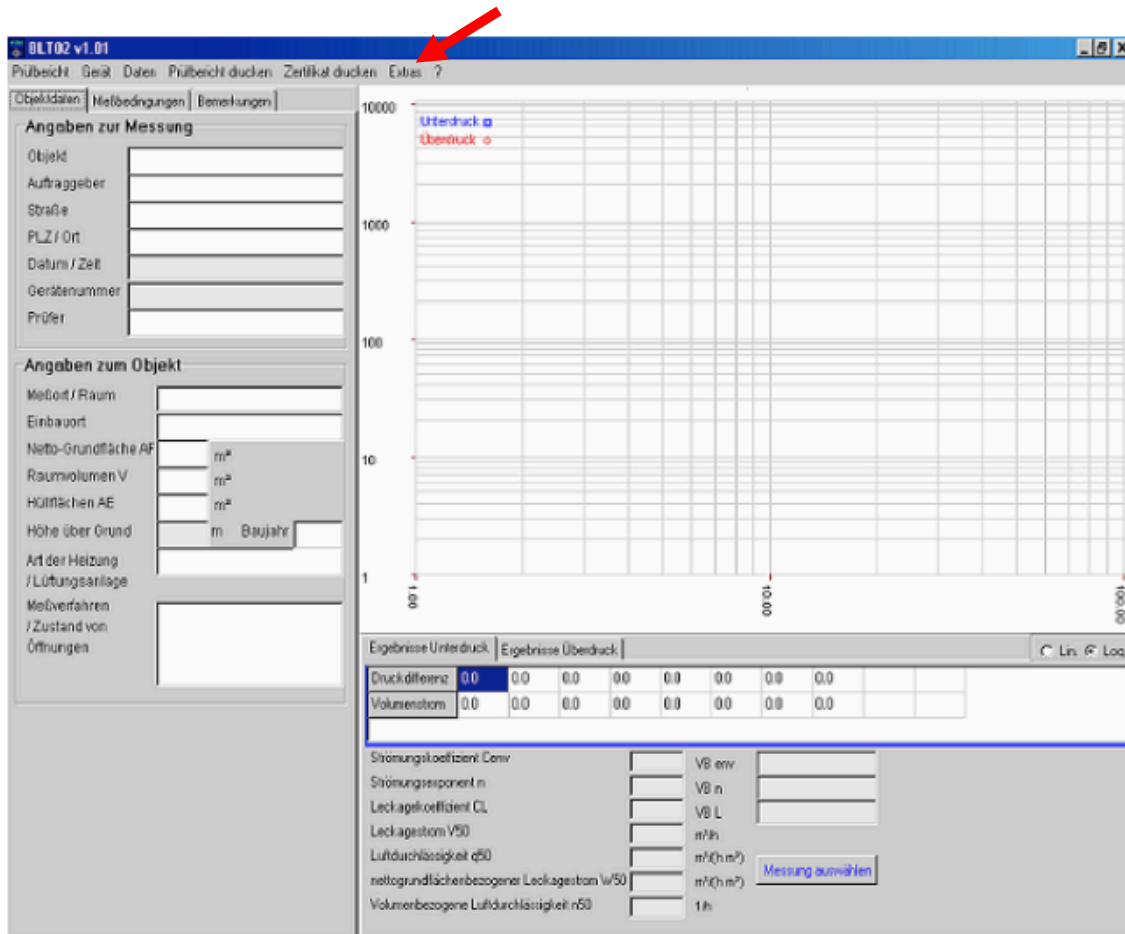 BLT02 v1.01
Prüfbericht Gerät Daten Prüfbericht drucken Zertifikat drucken Extras ?
Objektdaten Meßbedingungen Bemerkungen
Angaben zur Messung
Objekt
Auftraggeber
Straße
PLZ / Ort
Datum / Zeit
Gerätenummer
Prüfer
Angaben zum Objekt
Meßort / Raum
Einbauort
Netto-Grundfläche AF m²
Raumvolumen V m³
Hüllflächen AE m²
Höhe über Grund m Baujahr
Art der Heizung
/ Lüftungsanlage
Meßverfahren
/ Zustand von
Öffnungen
Unterdruck
Überdruck
10000
1000
100
10
1
1.00
10.00
100.00
Ergebnisse Unterdruck Ergebnisse Überdruck Lin. Log
Druckdifferenz 0.0 0.0 0.0 0.0 0.0 0.0 0.0 0.0
Volumenstrom 0.0 0.0 0.0 0.0 0.0 0.0 0.0 0.0
Strömungskoeffizient Cenv VB env
Strömungsexponent n VB n
Leckagekoeffizient CL VB L
Leckagestrom V50 m³/h
Luftdurchlässigkeit q50 m³/(h m²)
nettogrundflächenbezogener Leckagestrom W50 m³/(h m²)
Messung auswählen
Volumenbezogene Luftdurchlässigkeit n50 1/h